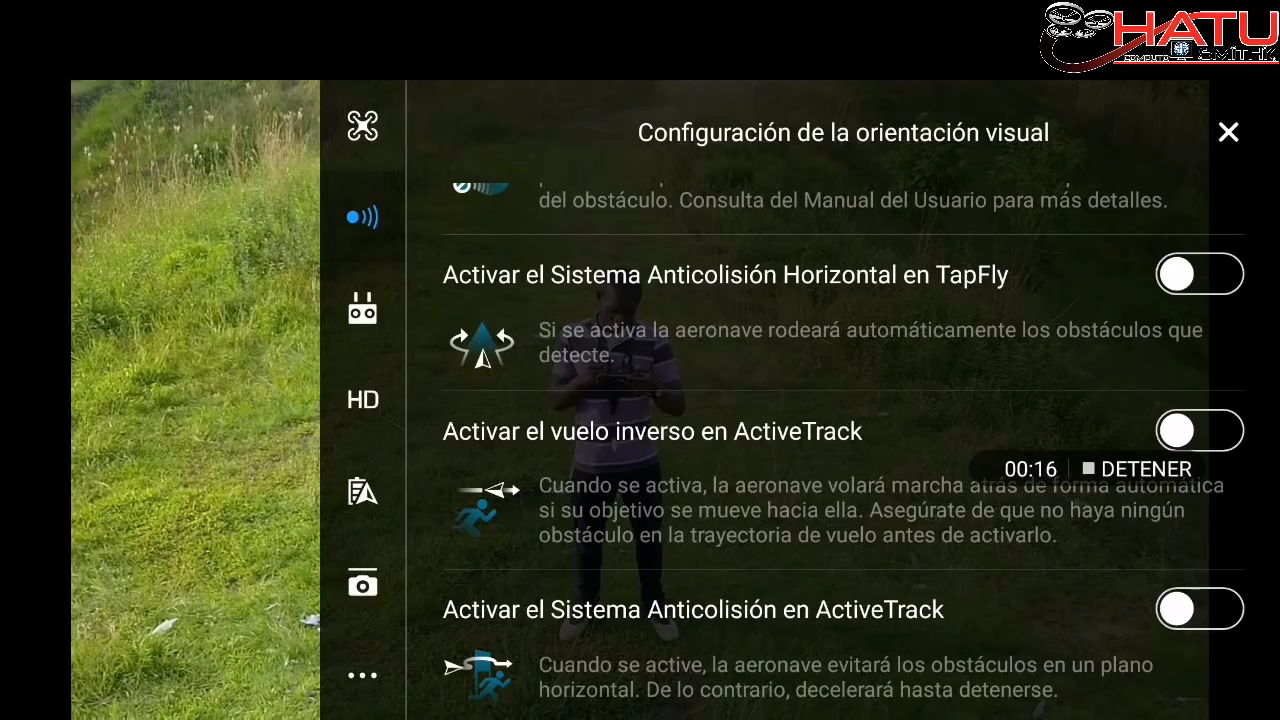 HATU
COMPUTO
SMITHK
Configuración de la orientación visual
del obstáculo. Consulta del Manual del Usuario para más detalles.
Activar el Sistema Anticolisión Horizontal en TapFly
Si se activa la aeronave rodeará automáticamente los obstáculos que
detecte.
HD
Activar el vuelo inverso en ActiveTrack
00:16 DETENER
Cuando se activa, la aeronave volará marcha atrás de forma automática
si su objetivo se mueve hacia ella. Asegúrate de que no haya ningún
obstáculo en la trayectoria de vuelo antes de activarlo.
Activar el Sistema Anticolisión en ActiveTrack
Cuando se active, la aeronave evitará los obstáculos en un plano
horizontal. De lo contrario, decelerará hasta detenerse.